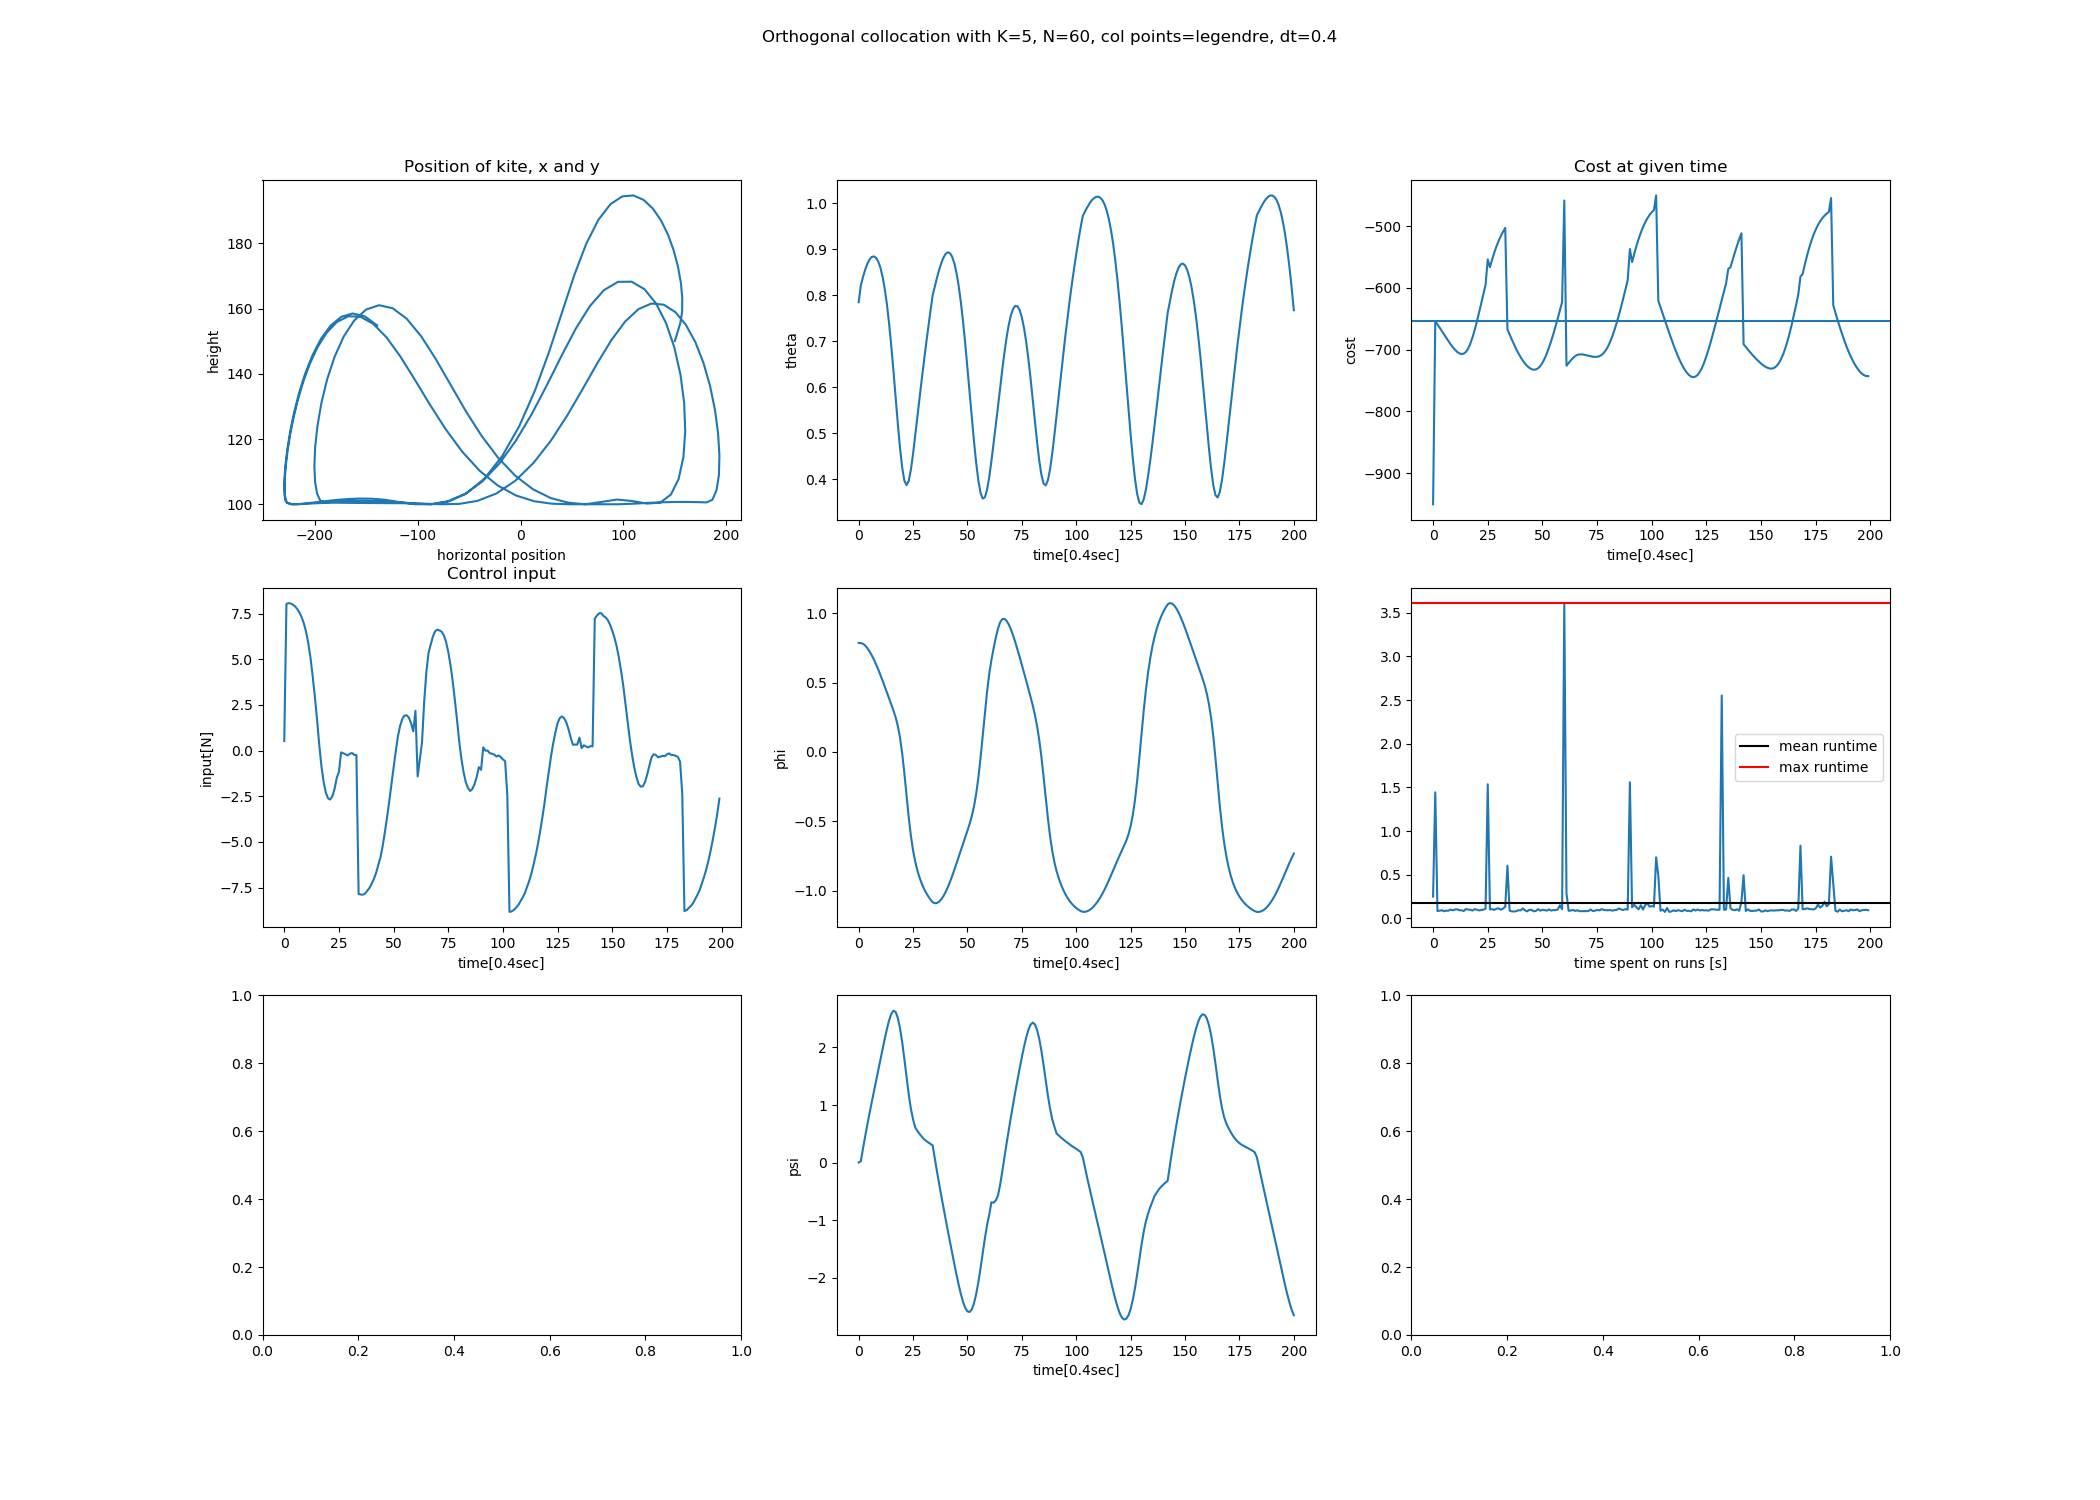 Orthogonal collocation with K=5, N=60, col points=legendre, dt=0.4
Position of kite, x and y
180
160
140
120
100
height
−200 −100 0 100 200
horizontal position
1.0
0.9
0.8
0.7
0.6
0.5
0.4
theta
0 25 50 75 100 125 150 175 200
time[0.4sec]
Cost at given time
−500
−600
−700
−800
−900
cost
0 25 50 75 100 125 150 175 200
time[0.4sec]
Control input
7.5
5.0
2.5
0.0
−2.5
−5.0
−7.5
input[N]
0 25 50 75 100 125 150 175 200
time[0.4sec]
1.0
0.5
0.0
−0.5
−1.0
phi
0 25 50 75 100 125 150 175 200
time[0.4sec]
3.5
3.0
2.5
2.0
1.5
1.0
0.5
0.0
mean runtime
max runtime
0 25 50 75 100 125 150 175 200
time spent on runs [s]
1.0
0.8
0.6
0.4
0.2
0.0
0.0 0.2 0.4 0.6 0.8 1.0
2
1
0
−1
−2
psi
0 25 50 75 100 125 150 175 200
time[0.4sec]
1.0
0.8
0.6
0.4
0.2
0.0
0.0 0.2 0.4 0.6 0.8 1.0